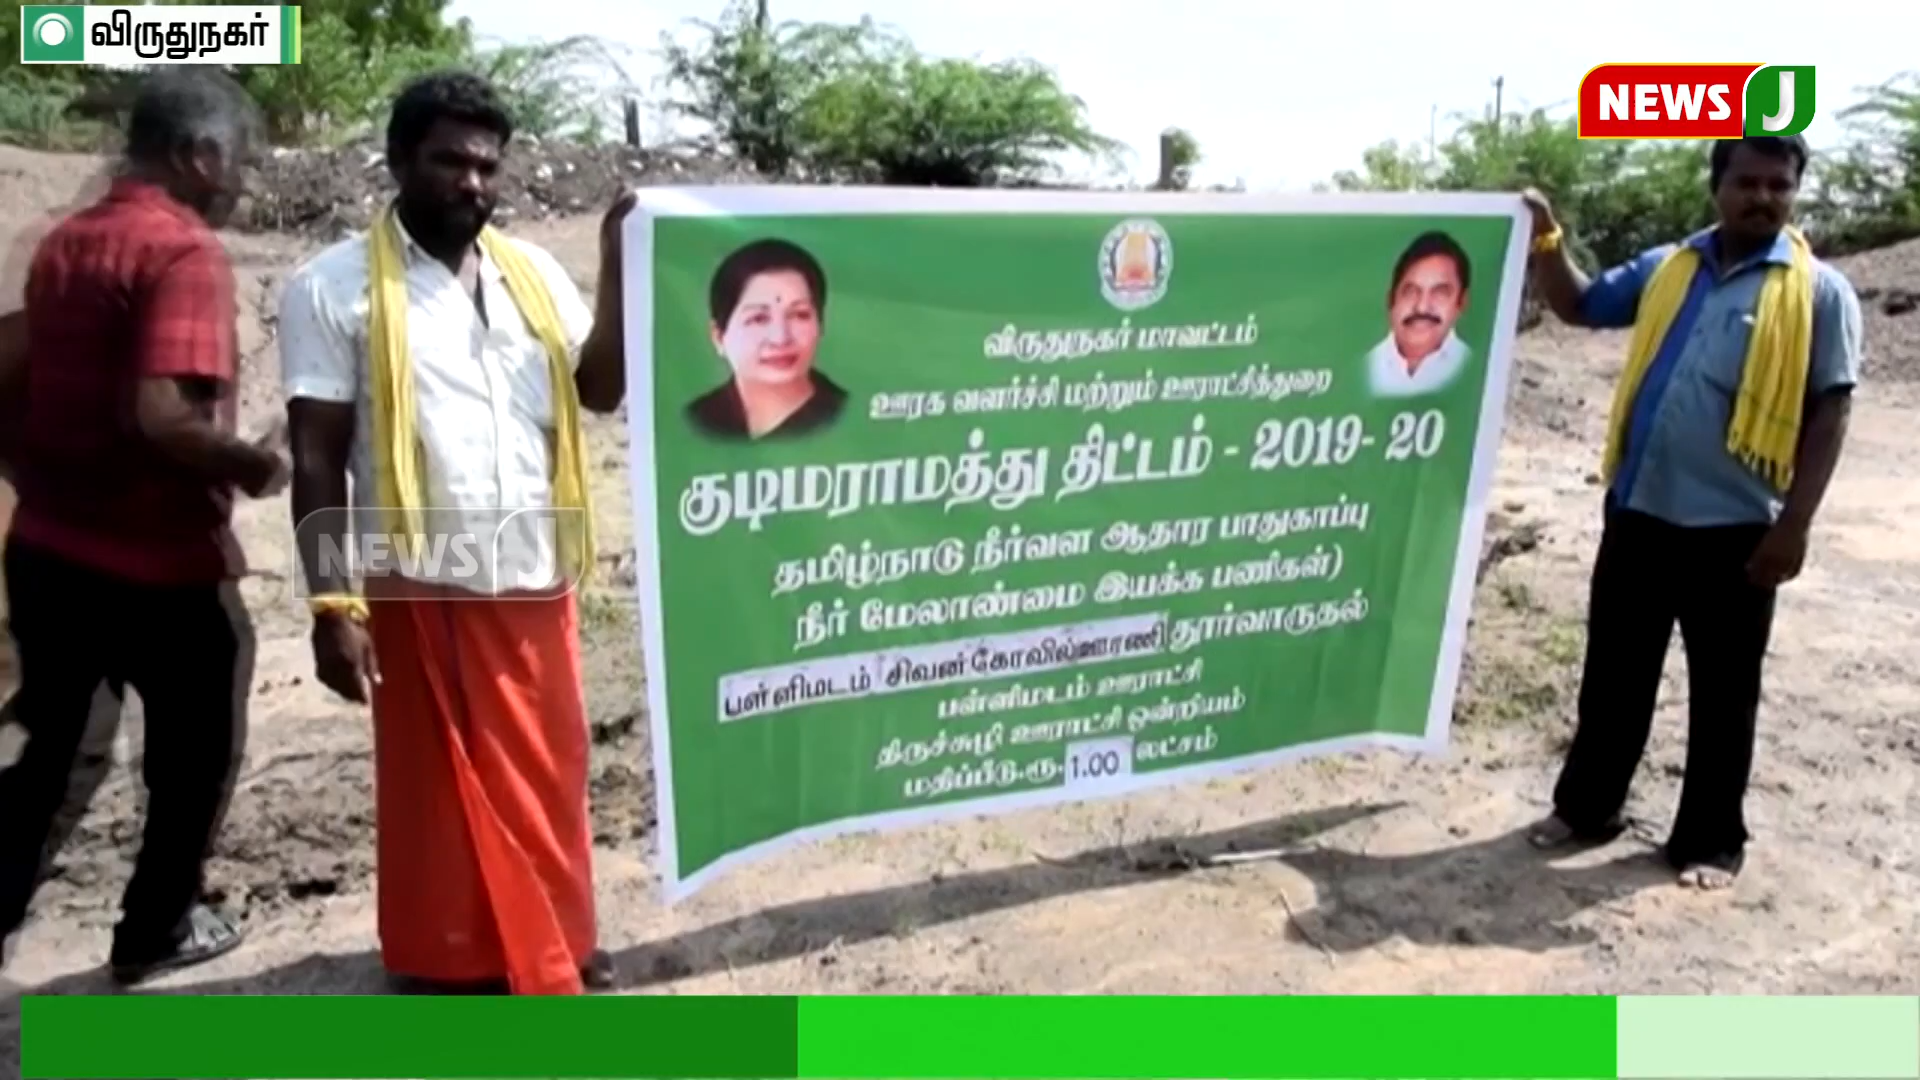 விருதுநகர்
NEWS J
விருதுநகர் மாவட்டம்
ஊரக வளர்ச்சி மற்றும் ஊராட்சித்துறை
குடிமராமத்து திட்டம் - 2019- 20
தமிழ்நாடு நீர்வள ஆதார பாதுகாப்பு
நீர் மேலாண்மை இயக்க பணிகள்)
பள்ளிமடம் சிவன்கோவில்ஊரணி தூர்வாருதல்
பள்ளிமடம் ஊராட்சி
திருச்சுழி ஊராட்சி ஒன்றியம்
மதிப்பீடு.ரூ.1.00 லட்சம்
NEWS J